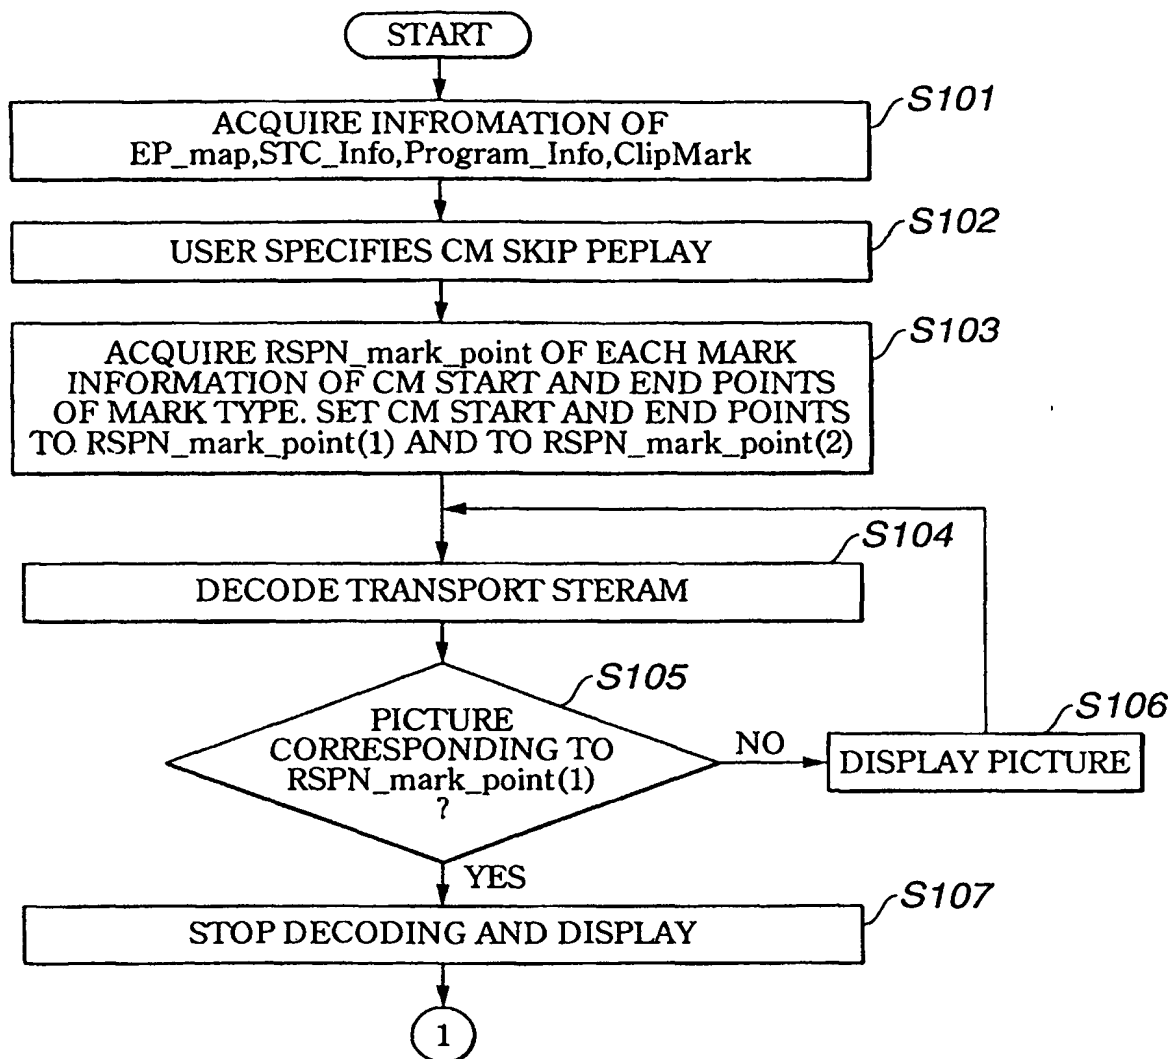 START
S101
ACQUIRE INFROMATION OF
EP_map,STC_Info,Program_Info,ClipMark
S102
USER SPECIFIES CM SKIP PEPLAY
S103
ACQUIRE RSPN_mark_point OF EACH MARK
INFORMATION OF CM START AND END POINTS
OF MARK TYPE. SET CM START AND END POINTS
TO RSPN_mark_point(1) AND TO RSPN_mark_point(2)
S104
DECODE TRANSPORT STERAM
S105
PICTURE
CORRESPONDING TO
RSPN_mark_point(1)
?
NO
S106
DISPLAY PICTURE
YES
S107
STOP DECODING AND DISPLAY
1